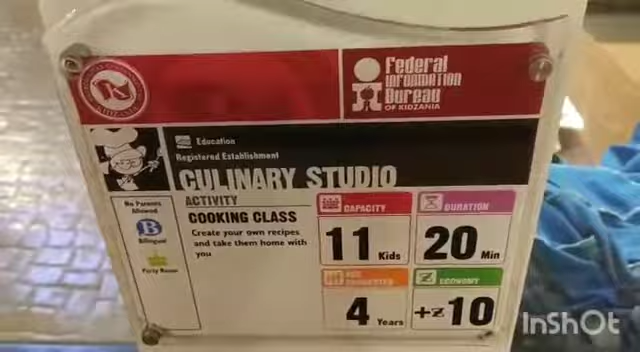 Federal
INFORMATION
Bureau
OF KIDZANIA
Education
Registered Establishment
CULINARY STUDIO
ACTIVITY
COOKING CLASS
Create your own recipes
and take them home with
you
No Parents
Allowed
B
Bilingual
Party Room
CAPACITY
11 Kids
DURATION
20 Min
4 Years
ECONOMY
+z 10
InShOt